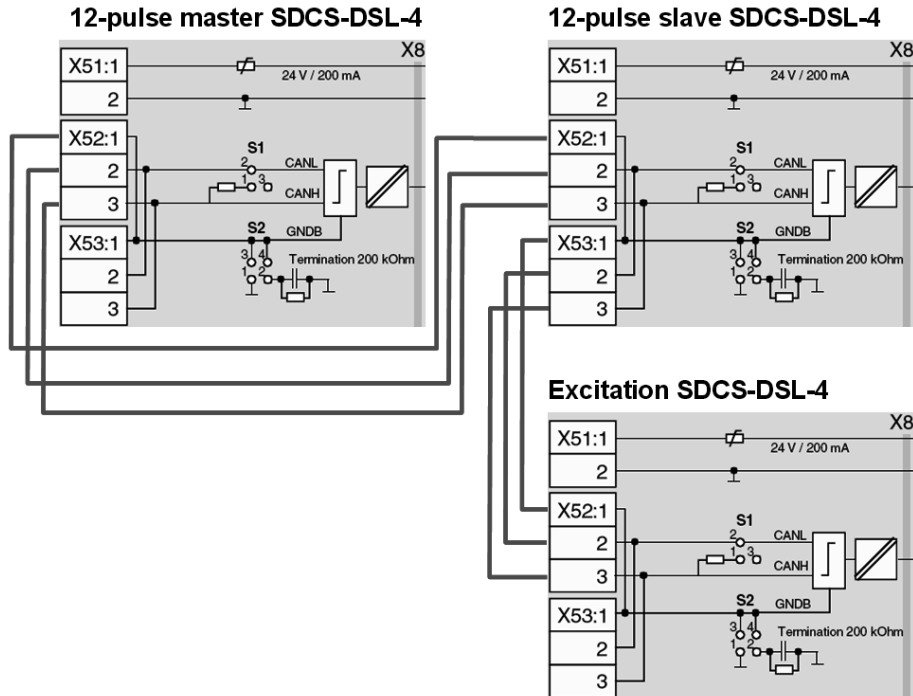 12-pulse master SDCS-DSL-4
X8
X51:1
24 V / 200 mA
2
X52:1
S1
2
2
CANL
1 3
3
CANH
X53:1
S2
GNDB
3 4
Termination 200 kOhm
2
1 2
3
12-pulse slave SDCS-DSL-4
X8
X51:1
24 V / 200 mA
2
X52:1
S1
2
2
CANL
1 3
3
CANH
X53:1
S2
GNDB
3 4
Termination 200 kOhm
2
1 2
3
Excitation SDCS-DSL-4
X8
X51:1
24 V / 200 mA
2
X52:1
S1
2
2
CANL
1 3
3
CANH
X53:1
S2
GNDB
3 4
Termination 200 kOhm
2
1 2
3